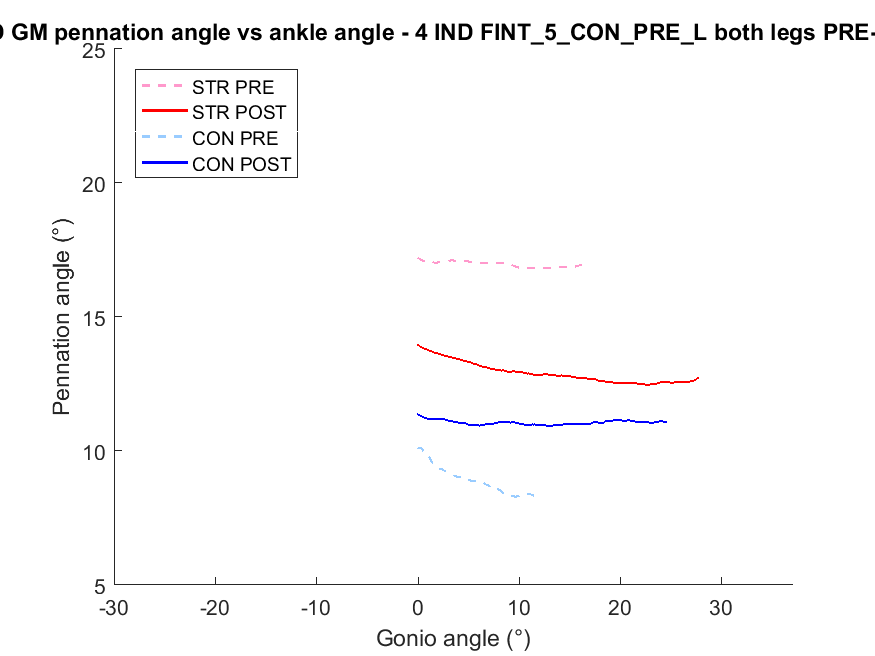 GM pennation angle vs ankle angle - 4 IND FINT_5_CON_PRE_L both legs PRE-
25
STR PRE
STR POST
CON PRE
CON POST
20
15
10
5
Pennation angle (°)
-30 -20 -10 0 10 20 30
Gonio angle (°)